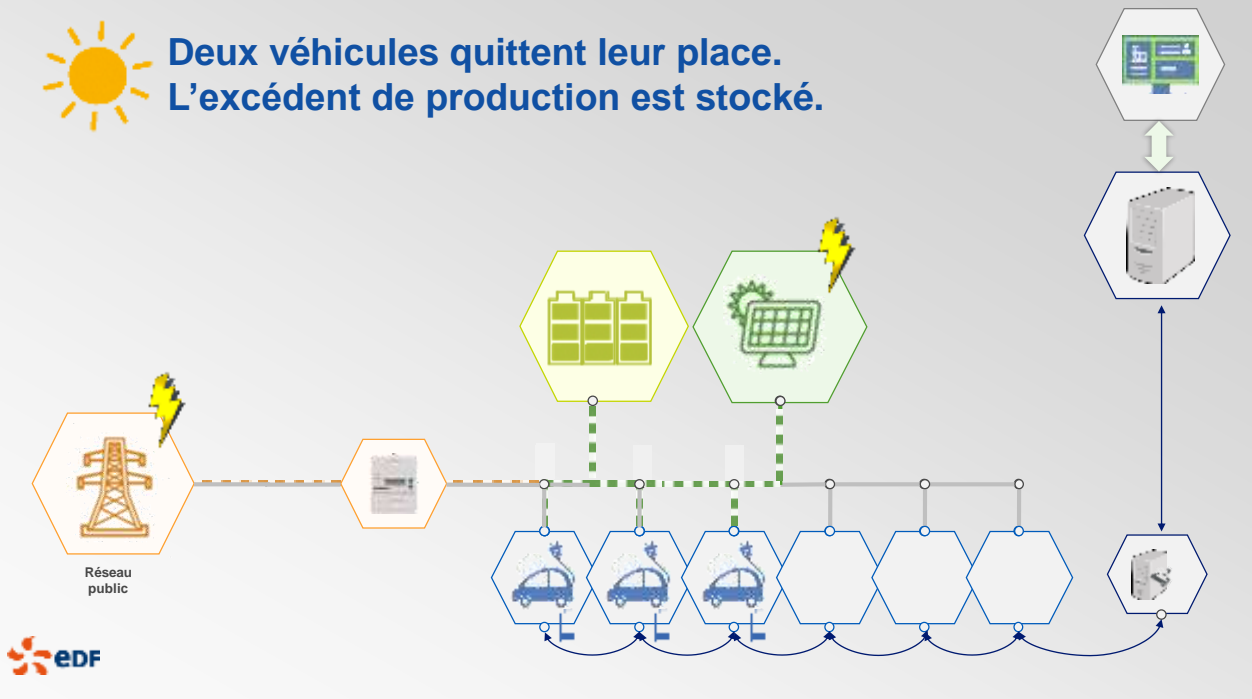 Deux véhicules quittent leur place.
L’excédent de production est stocké.
Réseau
public
eDF